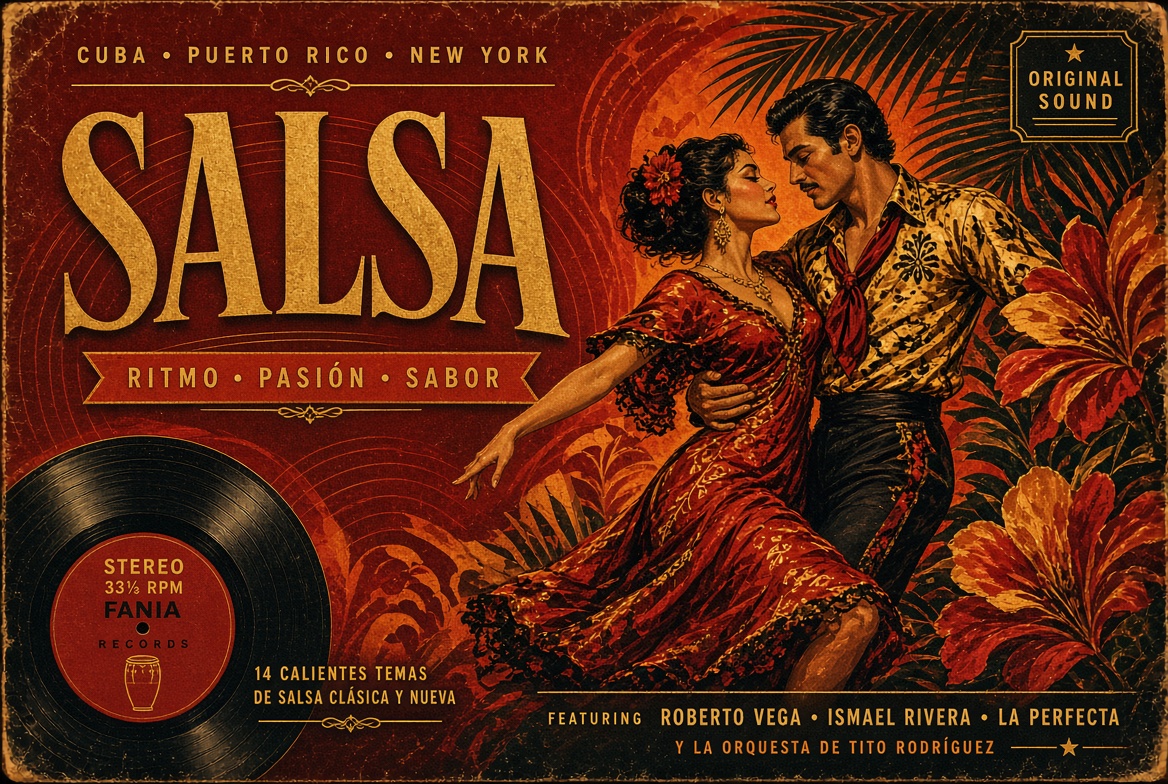 CUBA • PUERTO RICO • NEW YORK
SALSA
RITMO • PASIÓN • SABOR
ORIGINAL
SOUND
STEREO
33⅓ RPM
FANIA
RECORDS
14 CALIENTES TEMAS
DE SALSA CLÁSICA Y NUEVA
FEATURING ROBERTO VEGA • ISMAEL RIVERA • LA PERFECTA
Y LA ORQUESTA DE TITO RODRÍGUEZ